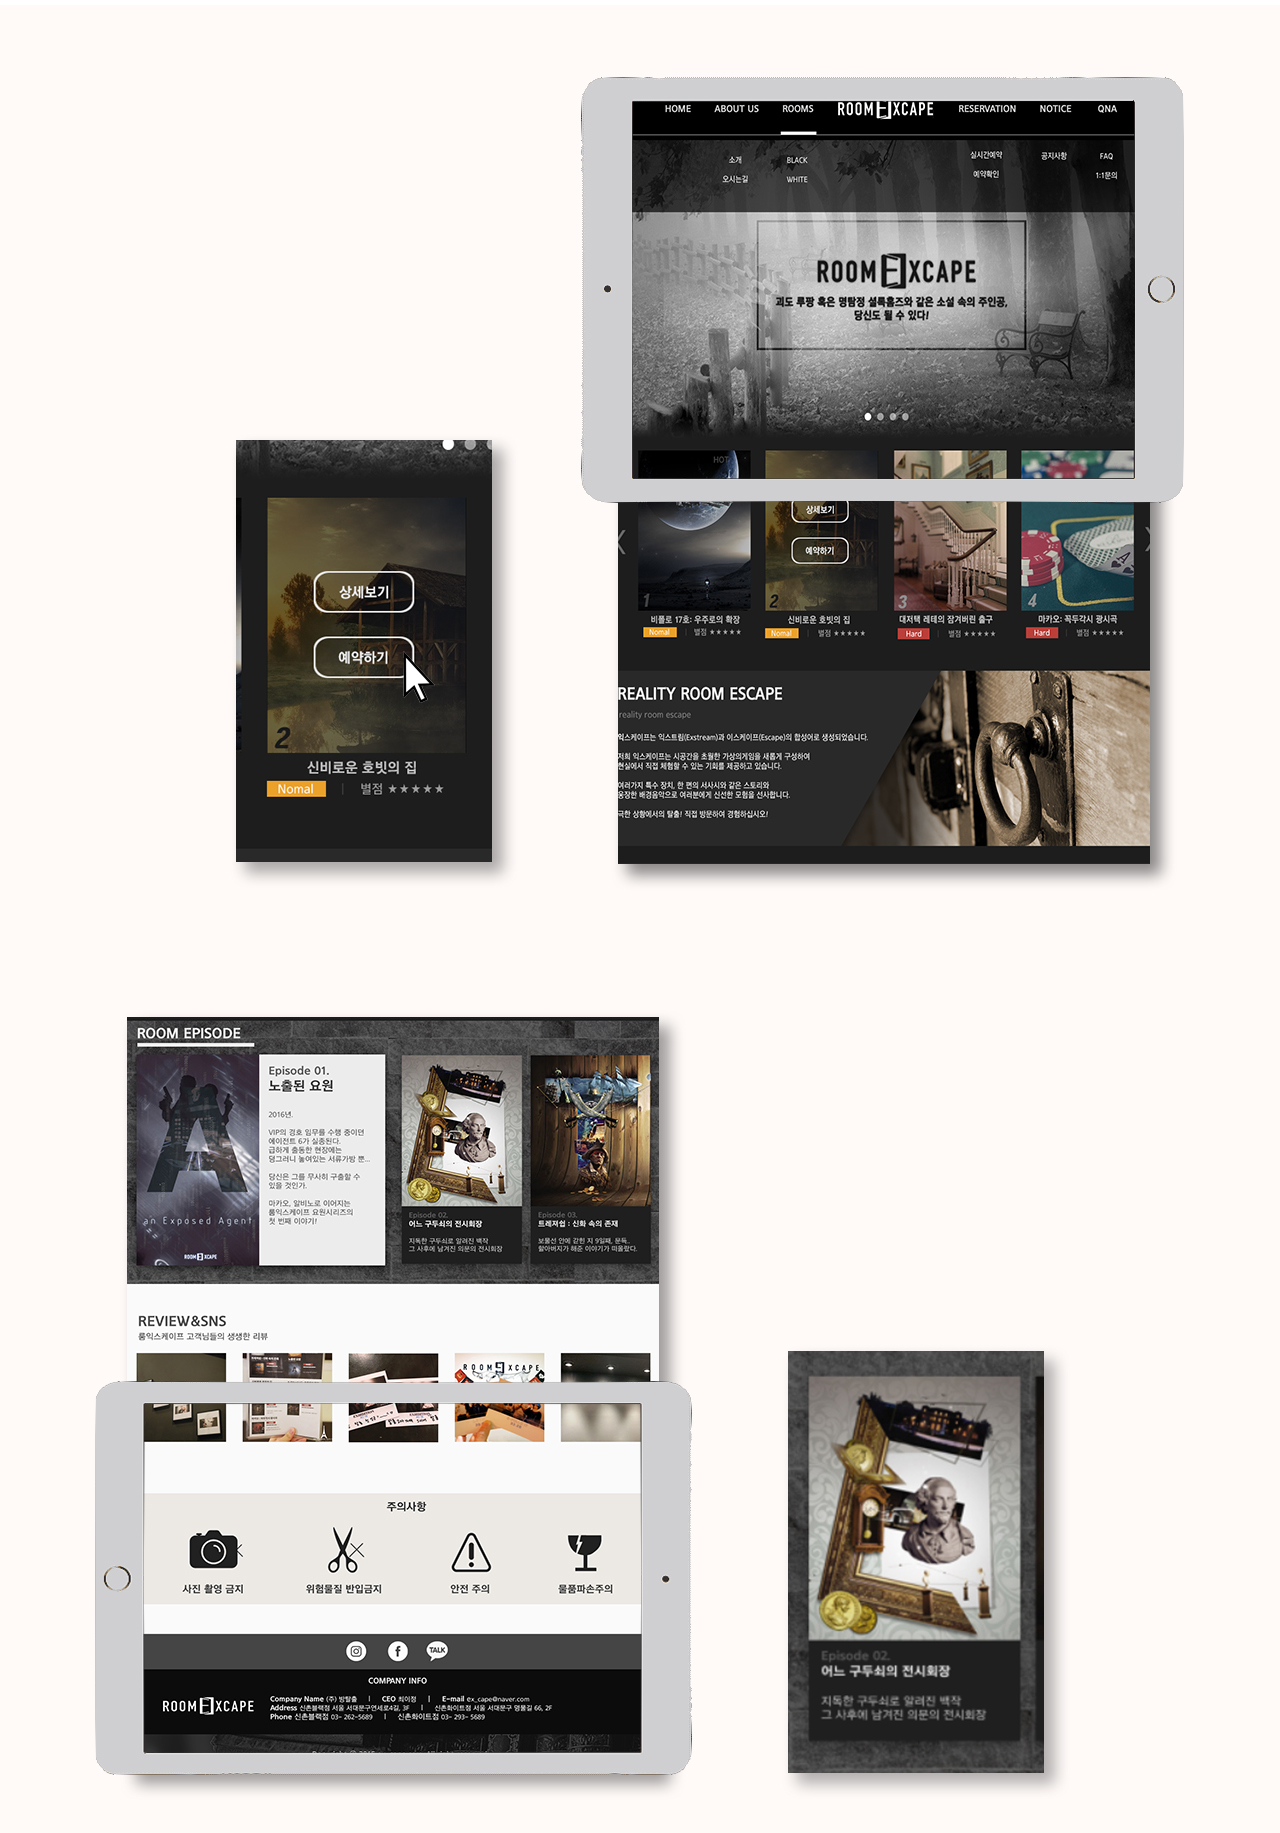 HOME ABOUT US ROOMS ROOMEXCAPE RESERVATION NOTICE QNA
소개 BLACK 실시간예약 공지사항 FAQ
오시는길 WHITE 예약확인 1:1문의
ROOMEXCAPE
괴도 루팡 혹은 명탐정 셜록홈즈와 같은 소설 속의 주인공,
당신도 될 수 있다!
HOT
상세보기
예약하기
1 2 3 4
비플로 17호: 우주로의 확장 신비로운 호빗의 집 대저택 레테의 잠겨버린 출구 마카오: 꼭두각시 광시곡
Nomal | 별점 ★★★★★ Nomal | 별점 ★★★★★ Hard | 별점 ★★★★★ Hard | 별점 ★★★★★
상세보기
예약하기
2
신비로운 호빗의 집
Nomal | 별점 ★★★★★
REALITY ROOM ESCAPE
reality room escape
익스케이프는 익스트림(Exstream)과 이스케이프(Escape)의 합성어로 생성되었습니다.
저희 익스케이프는 시공간을 초월한 가상의게임을 새롭게 구성하여
현실에서 직접 체험할 수 있는 기회를 제공하고 있습니다.
여러가지 특수 장치, 한 편의 서사시와 같은 스토리와
웅장한 배경음악으로 여러분에게 신선한 모험을 선사합니다.
극한 상황에서의 탈출! 직접 방문하여 경험하십시오!
ROOM EPISODE
an Exposed Agent
ROOMEXCAPE
Episode 01.
노출된 요원
2016년.
VIP의 경호 임무를 수행 중이던
에이전트 6가 실종된다.
급하게 출동한 현장에는
덩그러니 놓여있는 서류가방 뿐...
당신은 그를 무사히 구출할 수
있을 것인가.
마카오, 알비노로 이어지는
룸익스케이프 요원시리즈의
첫 번째 이야기!
Episode 02.
어느 구두쇠의 전시회장
지독한 구두쇠로 알려진 백작
그 사후에 남겨진 의문의 전시회장
Episode 03.
트레져쉽 : 신화 속의 존재
보물선 안에 갇힌 지 9일째, 문득..
할아버지가 해준 이야기가 떠올랐다.
REVIEW&SNS
룸익스케이프 고객님들의 생생한 리뷰
ROOMEXCAPE
주의사항
사진 촬영 금지 위험물질 반입금지 안전 주의 물품파손주의
TALK
COMPANY INFO
ROOMEXCAPE
Company Name (주) 방탈출 | CEO 최이정 | E-mail ex_cape@naver.com
Address 신촌블랙점 서울 서대문구연세로4길, 3F | 신촌화이트점 서울 서대문구 명물길 66, 2F
Phone 신촌블랙점 03- 262-5689 | 신촌화이트점 03- 293- 5689
Episode 02.
어느 구두쇠의 전시회장
지독한 구두쇠로 알려진 백작
그 사후에 남겨진 의문의 전시회장